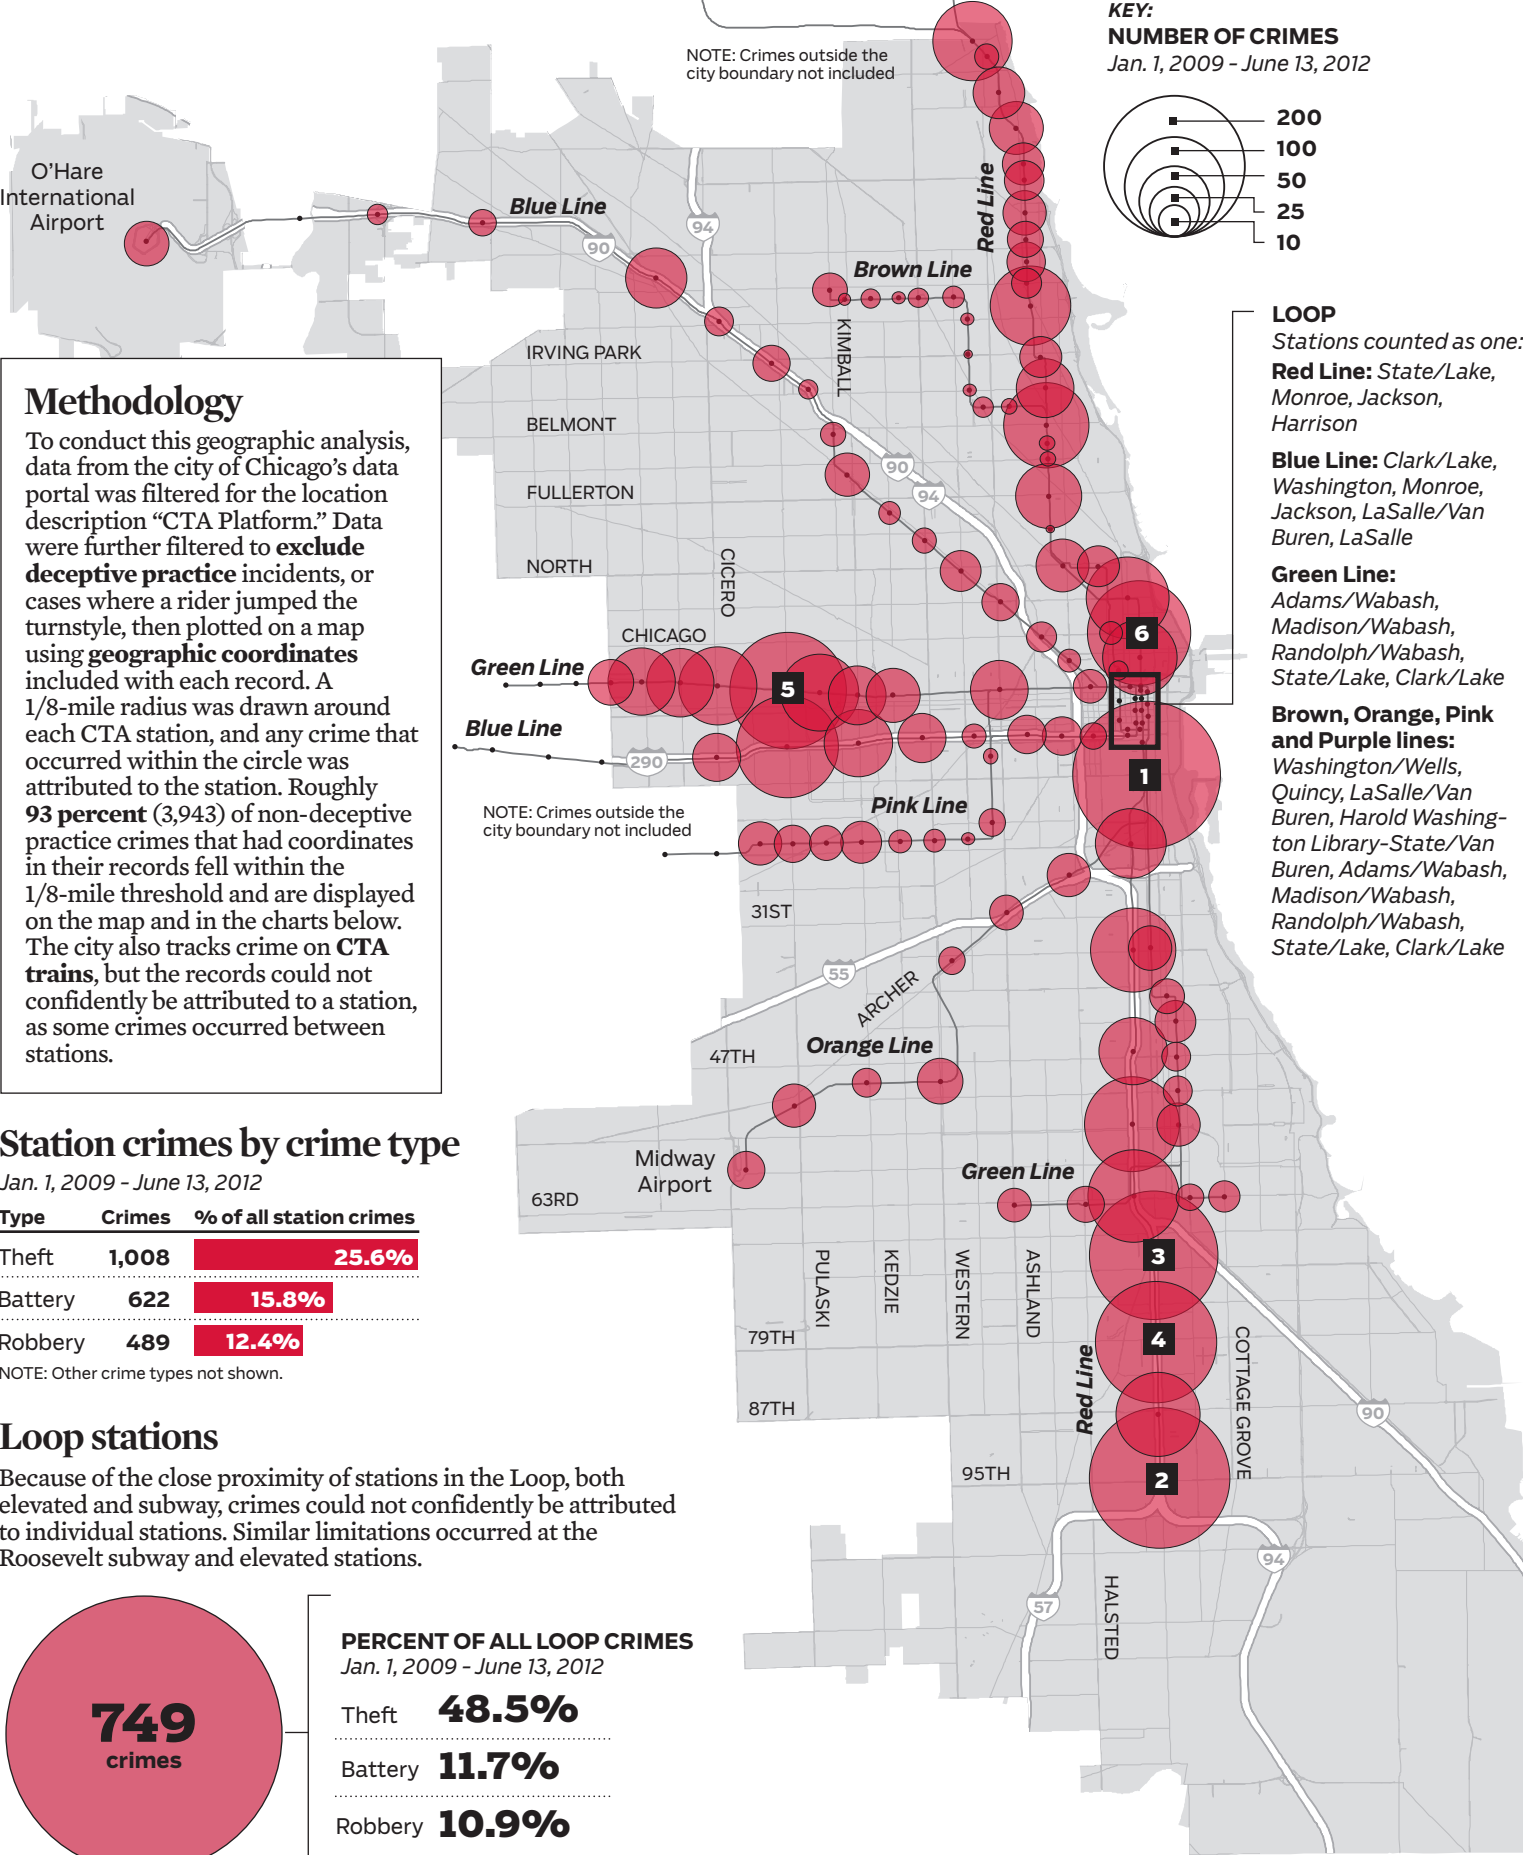 KEY:
NUMBER OF CRIMES
Jan. 1, 2009 - June 13, 2012
200
100
50
25
10
NOTE: Crimes outside the
city boundary not included
O'Hare
International
Airport
Blue Line
90
94
Red Line
Brown Line
KIMBALL
IRVING PARK
BELMONT
FULLERTON
NORTH
CICERO
CHICAGO
90
94
Green Line
Blue Line
290
5
6
1
NOTE: Crimes outside the
city boundary not included
Pink Line
31ST
55
ARCHER
47TH
Orange Line
Midway
Airport
63RD
Green Line
PULASKI
KEDZIE
WESTERN
ASHLAND
79TH
87TH
95TH
Red Line
3
4
2
COTTAGE GROVE
90
94
57
HALSTED
LOOP
Stations counted as one:
Red Line: State/Lake,
Monroe, Jackson,
Harrison
Blue Line: Clark/Lake,
Washington, Monroe,
Jackson, LaSalle/Van
Buren, LaSalle
Green Line:
Adams/Wabash,
Madison/Wabash,
Randolph/Wabash,
State/Lake, Clark/Lake
Brown, Orange, Pink
and Purple lines:
Washington/Wells,
Quincy, LaSalle/Van
Buren, Harold Washing-
ton Library-State/Van
Buren, Adams/Wabash,
Madison/Wabash,
Randolph/Wabash,
State/Lake, Clark/Lake
Methodology
To conduct this geographic analysis,
data from the city of Chicago's data
portal was filtered for the location
description “CTA Platform.” Data
were further filtered to exclude
deceptive practice incidents, or
cases where a rider jumped the
turnstyle, then plotted on a map
using geographic coordinates
included with each record. A
1/8-mile radius was drawn around
each CTA station, and any crime that
occurred within the circle was
attributed to the station. Roughly
93 percent (3,943) of non-deceptive
practice crimes that had coordinates
in their records fell within the
1/8-mile threshold and are displayed
on the map and in the charts below.
The city also tracks crime on CTA
trains, but the records could not
confidently be attributed to a station,
as some crimes occurred between
stations.
Station crimes by crime type
Jan. 1, 2009 - June 13, 2012
Type Crimes % of all station crimes
Theft 1,008 25.6%
Battery 622 15.8%
Robbery 489 12.4%
NOTE: Other crime types not shown.
Loop stations
Because of the close proximity of stations in the Loop, both
elevated and subway, crimes could not confidently be attributed
to individual stations. Similar limitations occurred at the
Roosevelt subway and elevated stations.
749
crimes
PERCENT OF ALL LOOP CRIMES
Jan. 1, 2009 - June 13, 2012
Theft 48.5%
Battery 11.7%
Robbery 10.9%